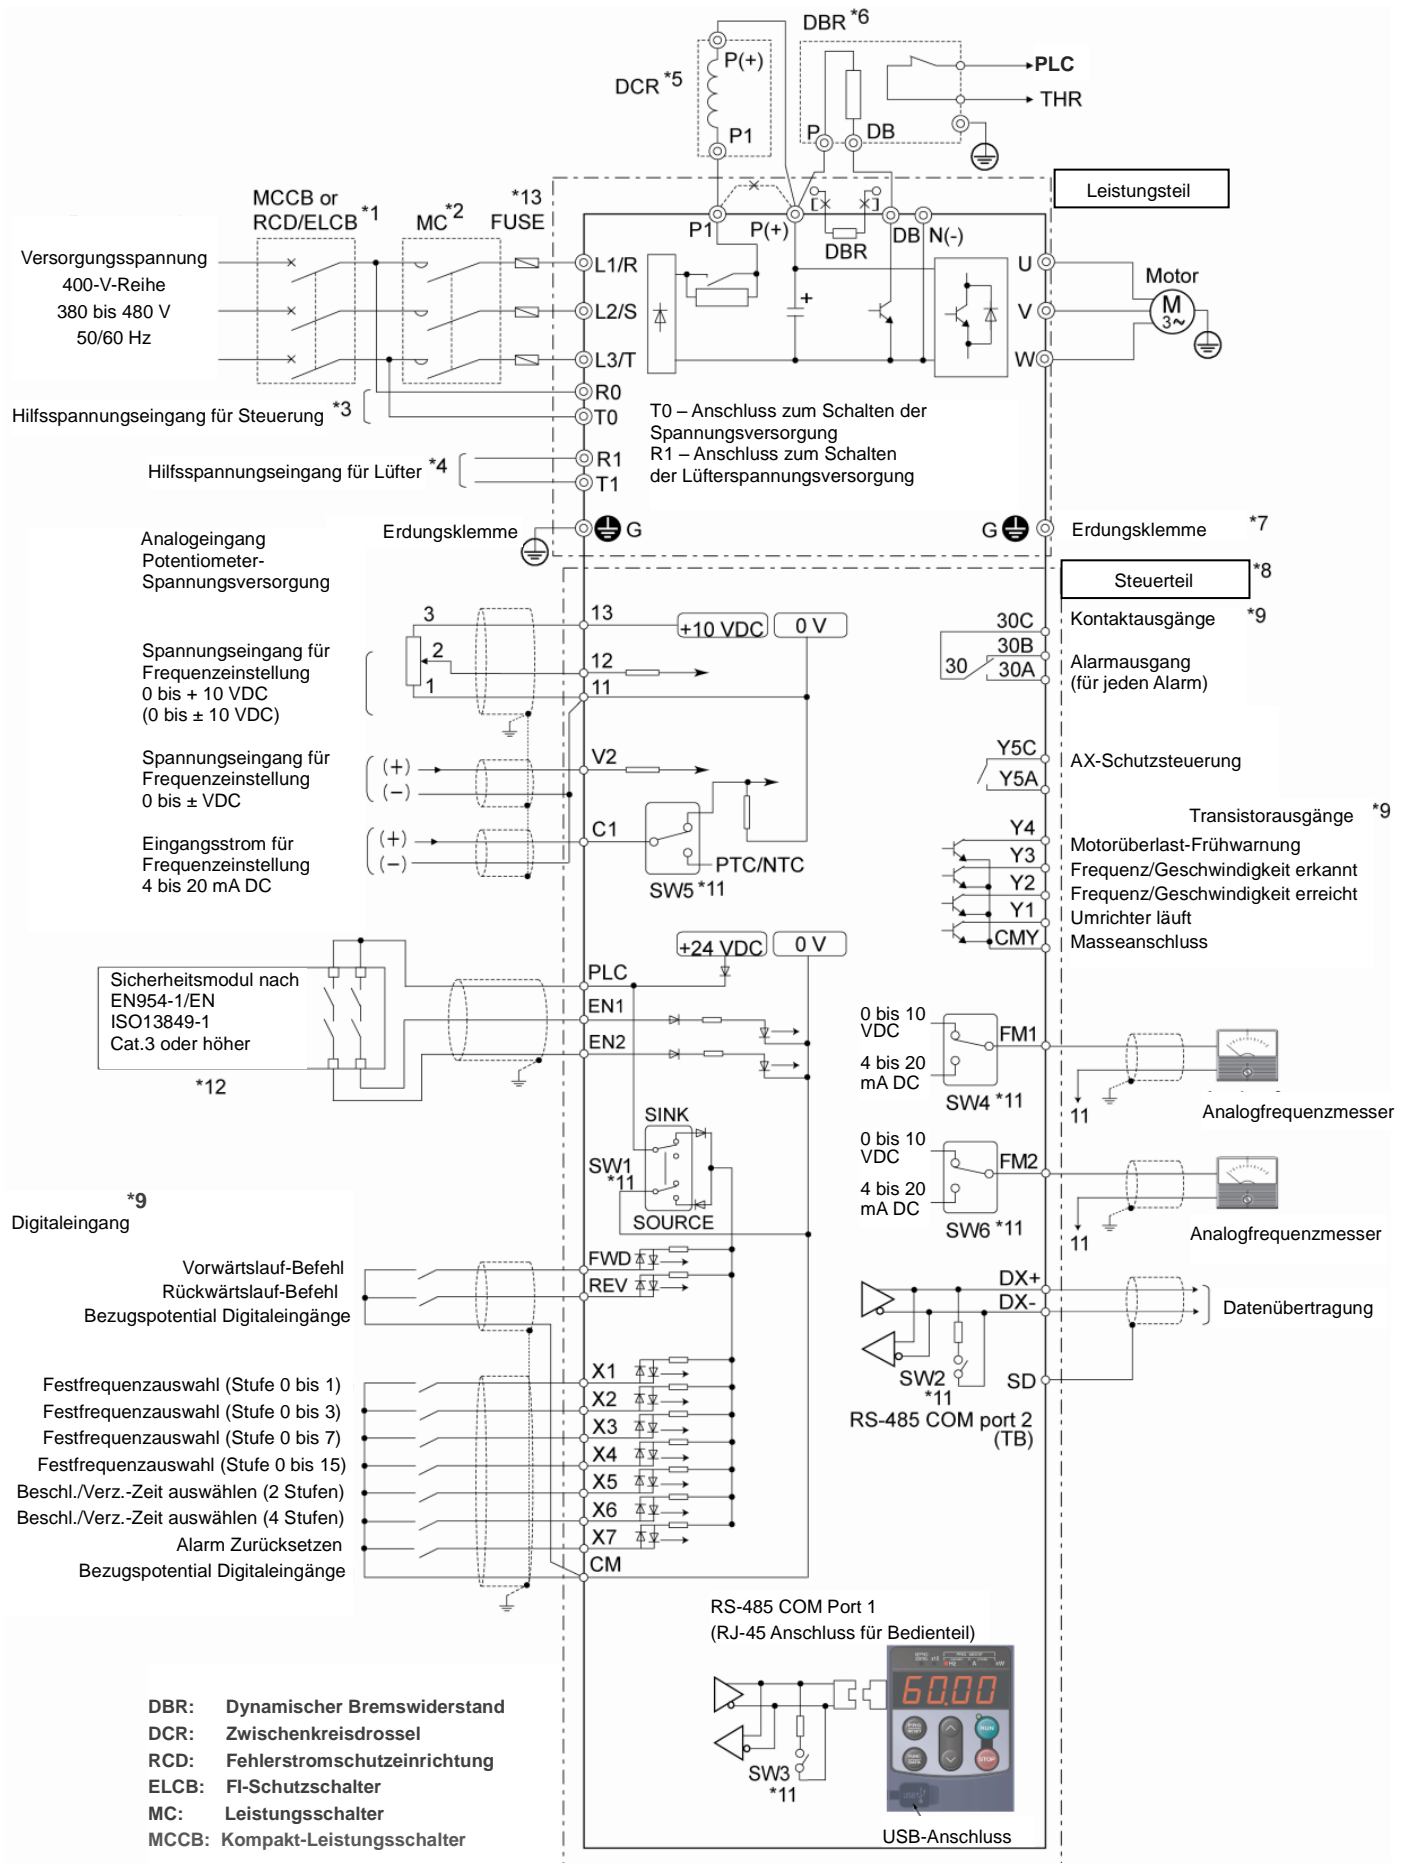 DBR *6
DCR *5
P(+)
P1
P
DB
PLC
THR
Leistungsteil
MCCB or
RCD/ELCB *1
MC *2
*13
FUSE
P1
P(+)
DBR
DB
N(-)
Versorgungsspannung
400-V-Reihe
380 bis 480 V
50/60 Hz
L1/R
L2/S
L3/T
R0
T0
U
V
W
Motor
M
3~
+
Hilfsspannungseingang für Steuerung *3
T0 – Anschluss zum Schalten der
Spannungsversorgung
R1 – Anschluss zum Schalten
der Lüfterspannungsversorgung
Hilfsspannungseingang für Lüfter *4
R1
T1
Erdungsklemme
G
G
Erdungsklemme *7
Analogeingang
Potentiometer-
Spannungsversorgung
Steuerteil *8
3
2
1
13
12
11
+10 VDC
0 V
Spannungseingang für
Frequenzeinstellung
0 bis + 10 VDC
(0 bis ± 10 VDC)
30C
30B
30
30A
Kontaktausgänge *9
Alarmausgang
(für jeden Alarm)
Spannungseingang für
Frequenzeinstellung
0 bis ± VDC
(+)
(−)
V2
Y5C
Y5A
AX-Schutzsteuerung
Eingangsstrom für
Frequenzeinstellung
4 bis 20 mA DC
(+)
(−)
C1
PTC/NTC
SW5 *11
Transistorausgänge *9
Y4
Motorüberlast-Frühwarnung
Y3
Frequenz/Geschwindigkeit erkannt
Y2
Frequenz/Geschwindigkeit erreicht
Y1
Umrichter läuft
CMY
Masseanschluss
+24 VDC
0 V
Sicherheitsmodul nach
EN954-1/EN
ISO13849-1
Cat.3 oder höher
*12
PLC
EN1
EN2
0 bis 10
VDC
4 bis 20
mA DC
FM1
SW4 *11
11
Analogfrequenzmesser
SINK
SW1
*11
SOURCE
0 bis 10
VDC
4 bis 20
mA DC
FM2
SW6 *11
11
Analogfrequenzmesser
*9
Digitaleingang
Vorwärtslauf-Befehl
FWD
Rückwärtslauf-Befehl
REV
Bezugspotential Digitaleingänge
DX+
DX-
Datenübertragung
SW2
*11
SD
RS-485 COM port 2
(TB)
Festfrequenzauswahl (Stufe 0 bis 1)
X1
Festfrequenzauswahl (Stufe 0 bis 3)
X2
Festfrequenzauswahl (Stufe 0 bis 7)
X3
Festfrequenzauswahl (Stufe 0 bis 15)
X4
Beschl./Verz.-Zeit auswählen (2 Stufen)
X5
Beschl./Verz.-Zeit auswählen (4 Stufen)
X6
Alarm Zurücksetzen
X7
Bezugspotential Digitaleingänge
CM
RS-485 COM Port 1
(RJ-45 Anschluss für Bedienteil)
SW3
*11
60.00
RUN
STOP
USB-Anschluss
DBR: Dynamischer Bremswiderstand
DCR: Zwischenkreisdrossel
RCD: Fehlerstromschutzeinrichtung
ELCB: FI-Schutzschalter
MC: Leistungsschalter
MCCB: Kompakt-Leistungsschalter